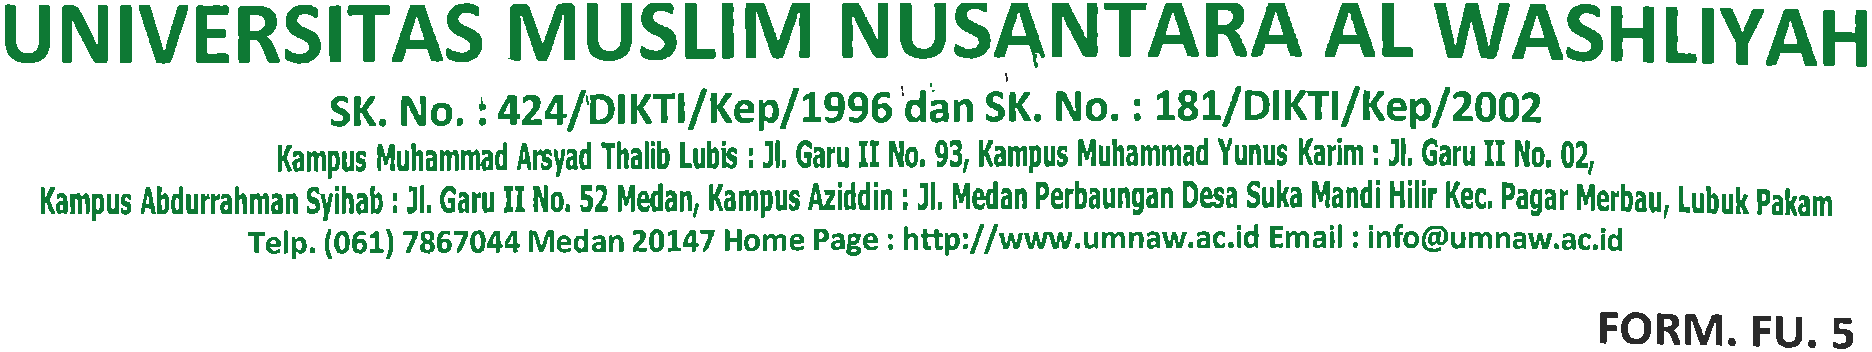 UNIVERSITAS MUSLIM NUSANTARA AL WASHLIYAH
SK. No. : 424/DIKTI/Kep/1996 dan SK. No. : 181/DIKTI/Kep/2002
Kampus Muhammad Arsyad Thalib Lubis : Jl. Garu II No. 93, Kampus Muhammad Yunus Karim : Jl. Garu II No. 02,
Kampus Abdurrahman Syihab : Jl. Garu II No. 52 Medan, Kampus Aziddin : Jl. Medan Perbaungan Desa Suka Mandi Hilir Kec. Pagar Merbau, Lubuk Pakam
Telp. (061) 7867044 Medan 20147 Home Page : http://www.umnaw.ac.id Email : info@umnaw.ac.id
FORM. FU. 5